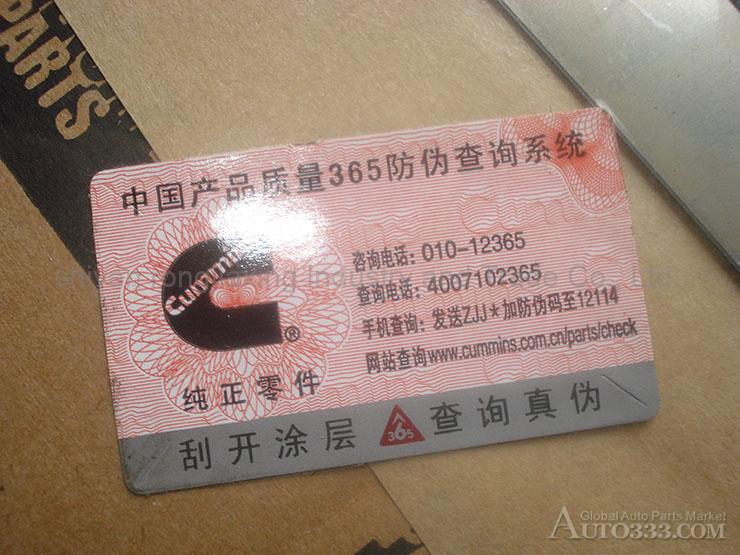 PARTS
中国产品质量365防伪查询系统
Cummins
®
纯正零件
咨询电话：010-12365
查询电话：4007102365
手机查询：发送ZJJ＊加防伪码至12114
网站查询www.cummins.com.cn/parts/check
刮开涂层 365 查询真伪
Global Auto Parts Market
AUTO333.COM